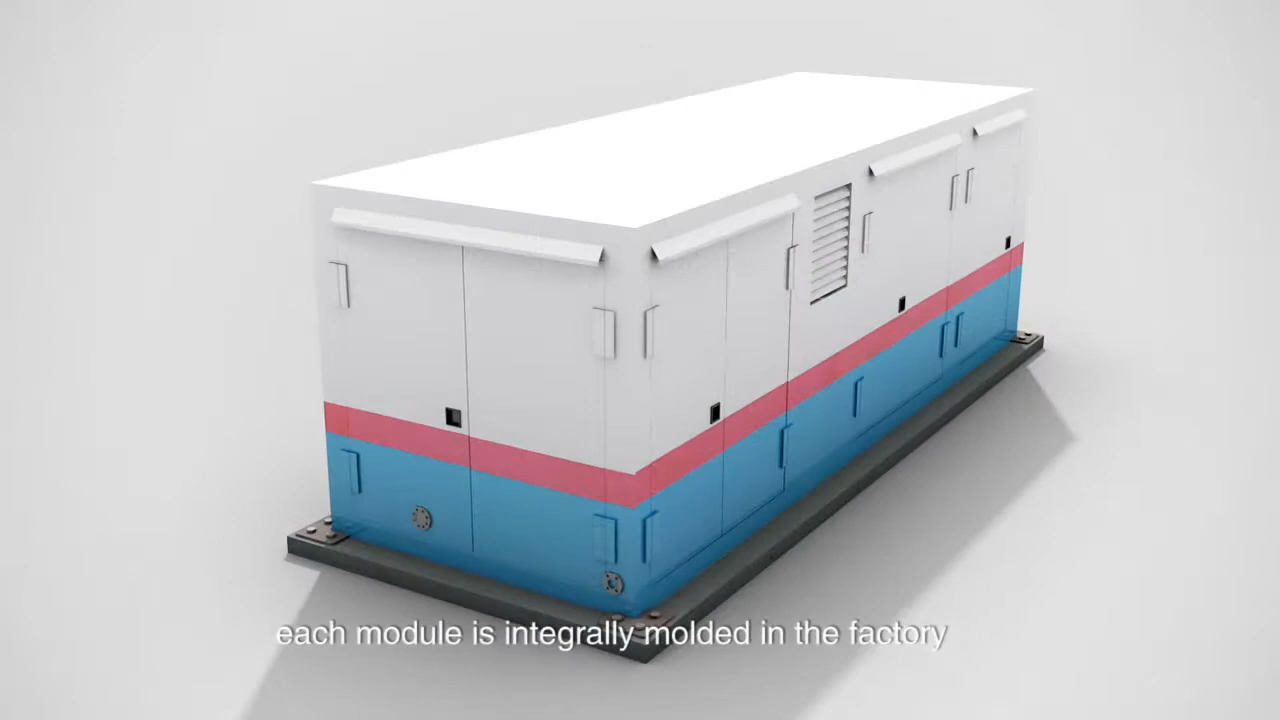 each module is integrally molded in the factory